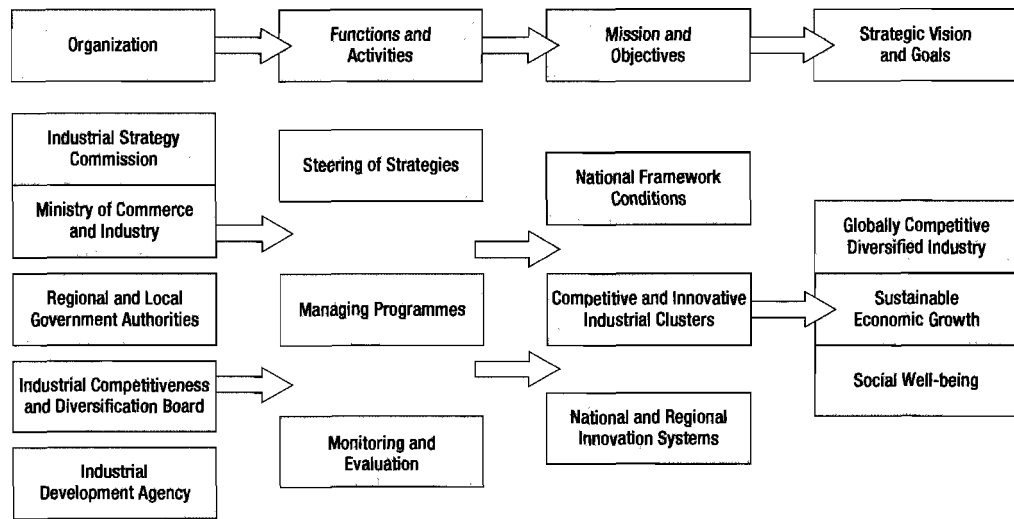 Organization
Functions and
Activities
Mission and
Objectives
Strategic Vision
and Goals
Industrial Strategy
Commission
Ministry of Commerce
and Industry
Regional and Local
Government Authorities
Industrial Competitiveness
and Diversification Board
Industrial
Development Agency
Steering of Strategies
Managing Programmes
Monitoring and
Evaluation
National Framework
Conditions
Competitive and Innovative
Industrial Clusters
National and Regional
Innovation Systems
Globally Competitive
Diversified Industry
Sustainable
Economic Growth
Social Well-being